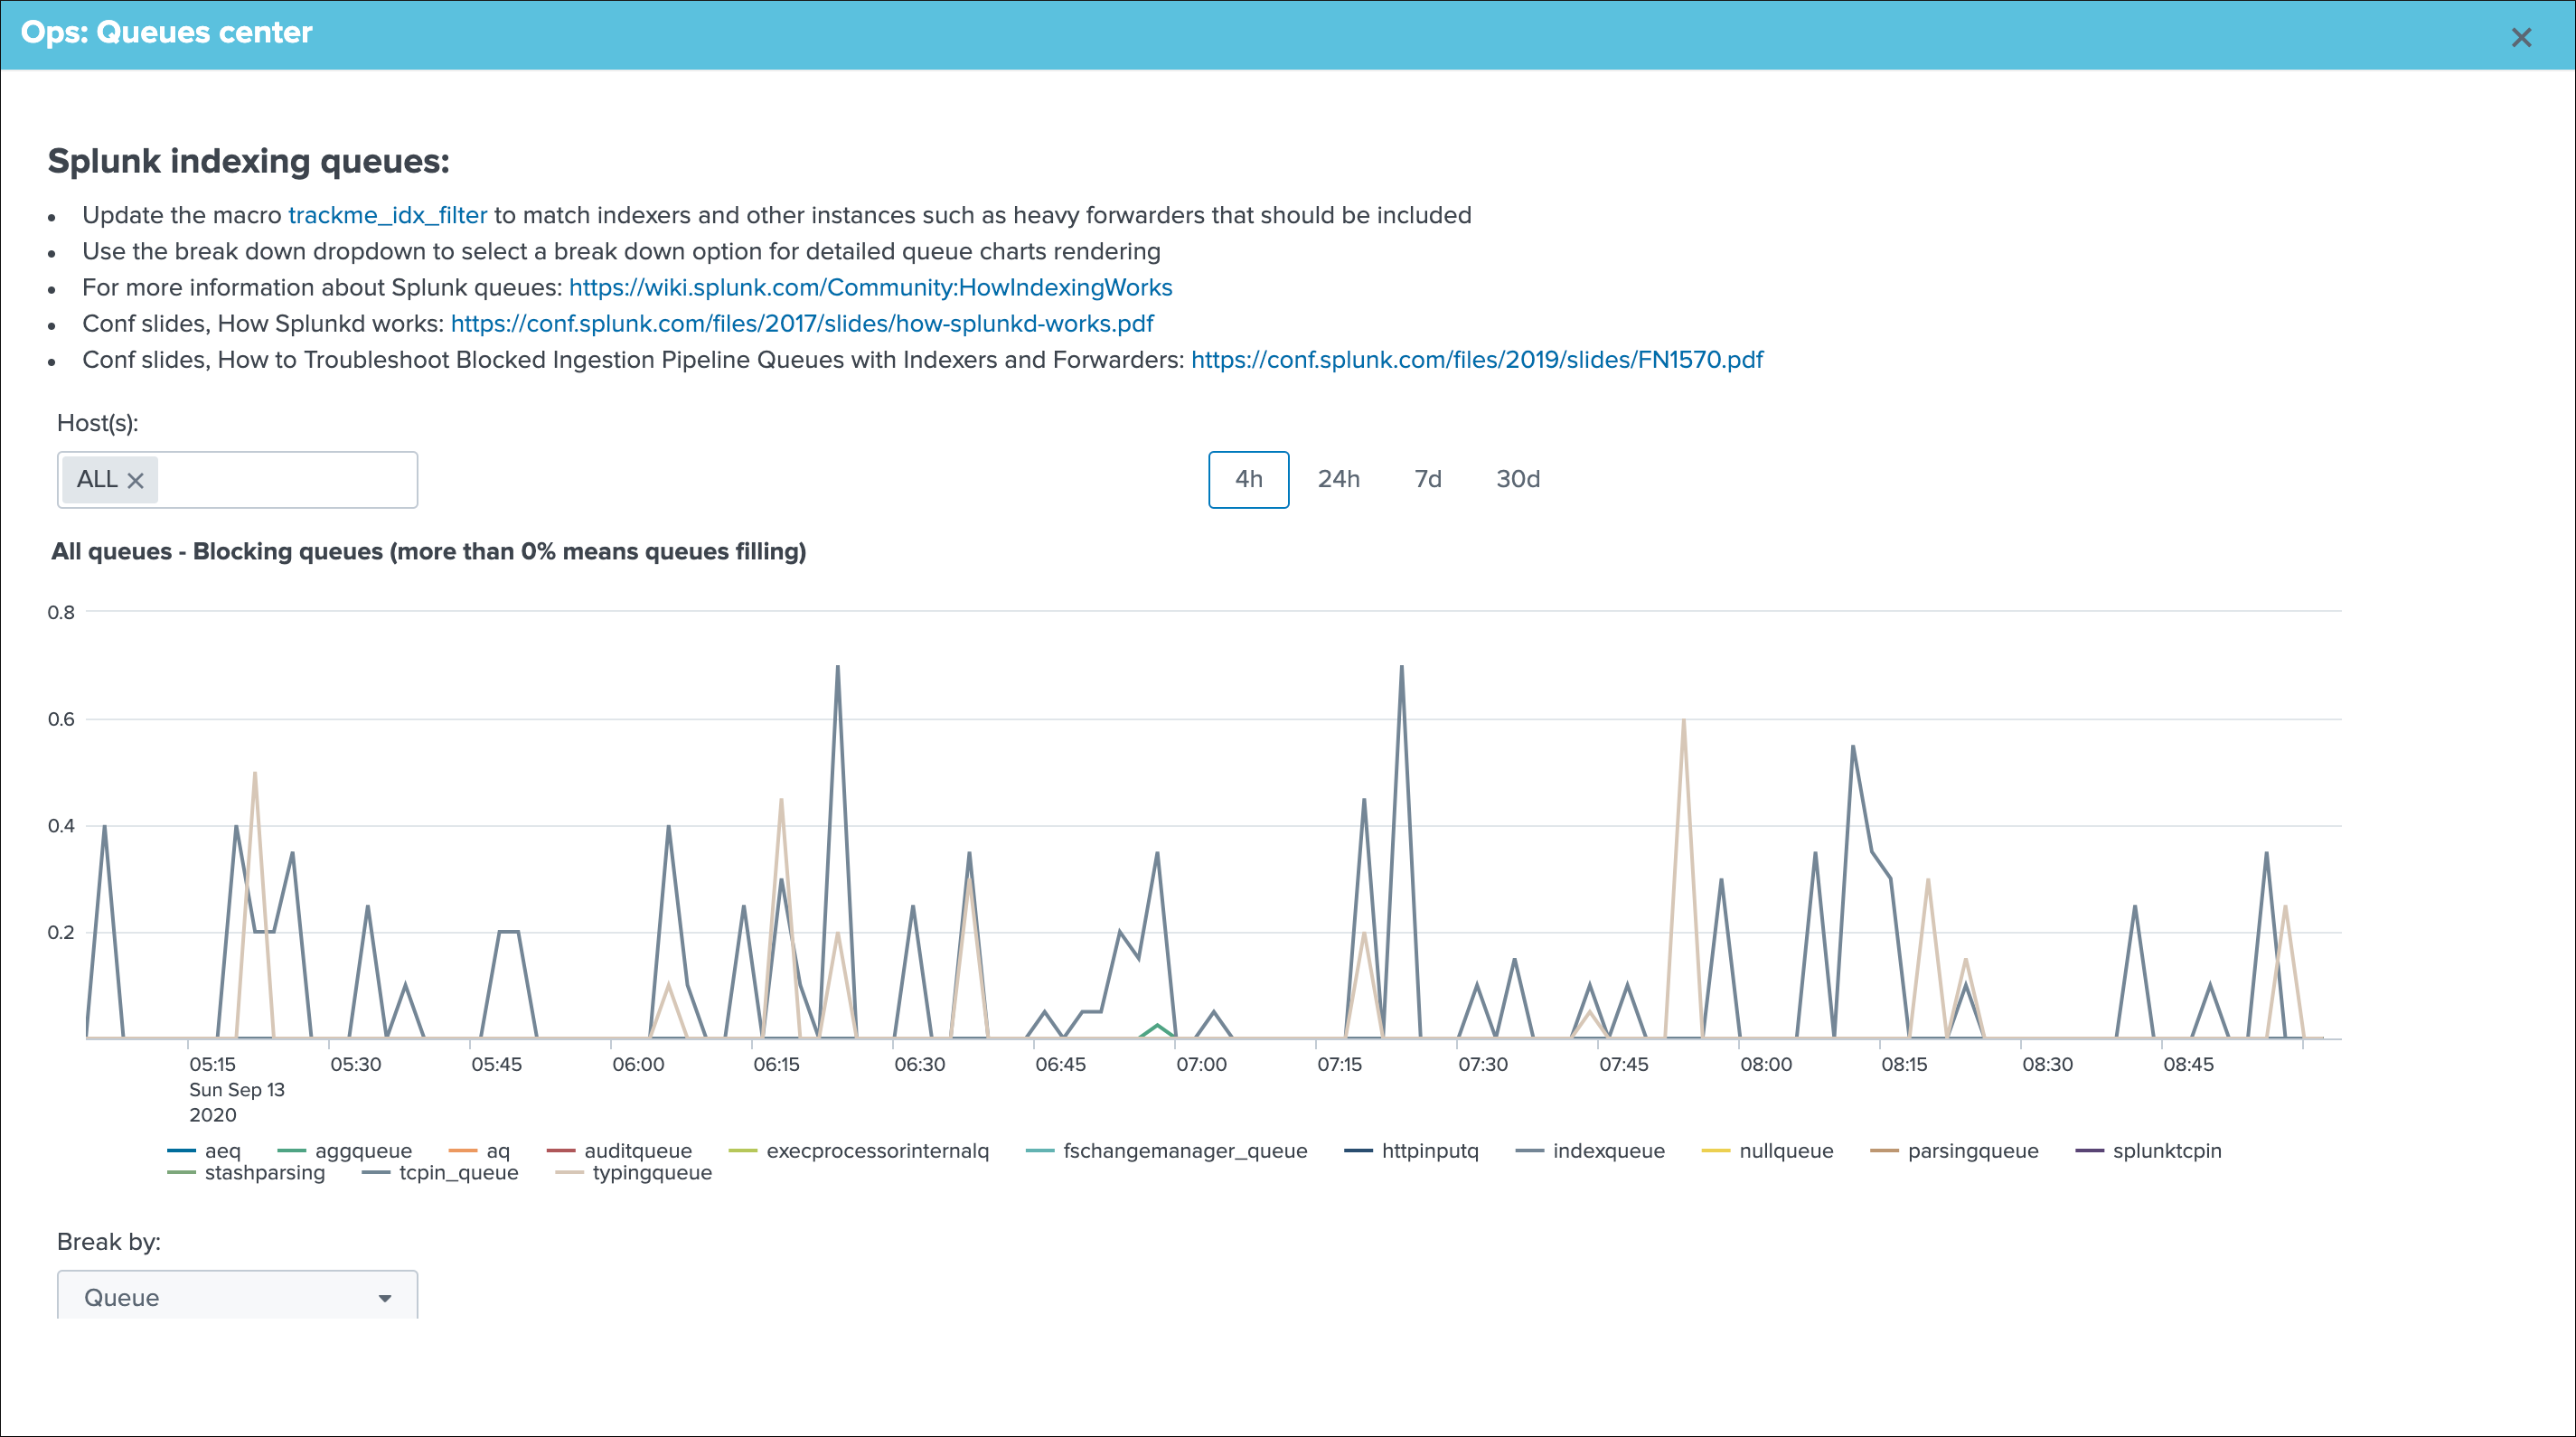 Ops: Queues center
Splunk indexing queues:
Update the macro trackme_idx_filter to match indexers and other instances such as heavy forwarders that should be included
Use the break down dropdown to select a break down option for detailed queue charts rendering
For more information about Splunk queues: https://wiki.splunk.com/Community:HowIndexingWorks
Conf slides, How Splunkd works: https://conf.splunk.com/files/2017/slides/how-splunkd-works.pdf
Conf slides, How to Troubleshoot Blocked Ingestion Pipeline Queues with Indexers and Forwarders: https://conf.splunk.com/files/2019/slides/FN1570.pdf
Host(s):
ALL
4h 24h 7d 30d
All queues - Blocking queues (more than 0% means queues filling)
0.8
0.6
0.4
0.2
05:15 05:30 05:45 06:00 06:15 06:30 06:45 07:00 07:15 07:30 07:45 08:00 08:15 08:30 08:45
Sun Sep 13
2020
aeq aggqueue aq auditqueue execprocessorinternalq fschangemanager_queue httpinputq indexqueue nullqueue parsingqueue splunktcpin
stashparsing tcpin_queue typingqueue
Break by:
Queue